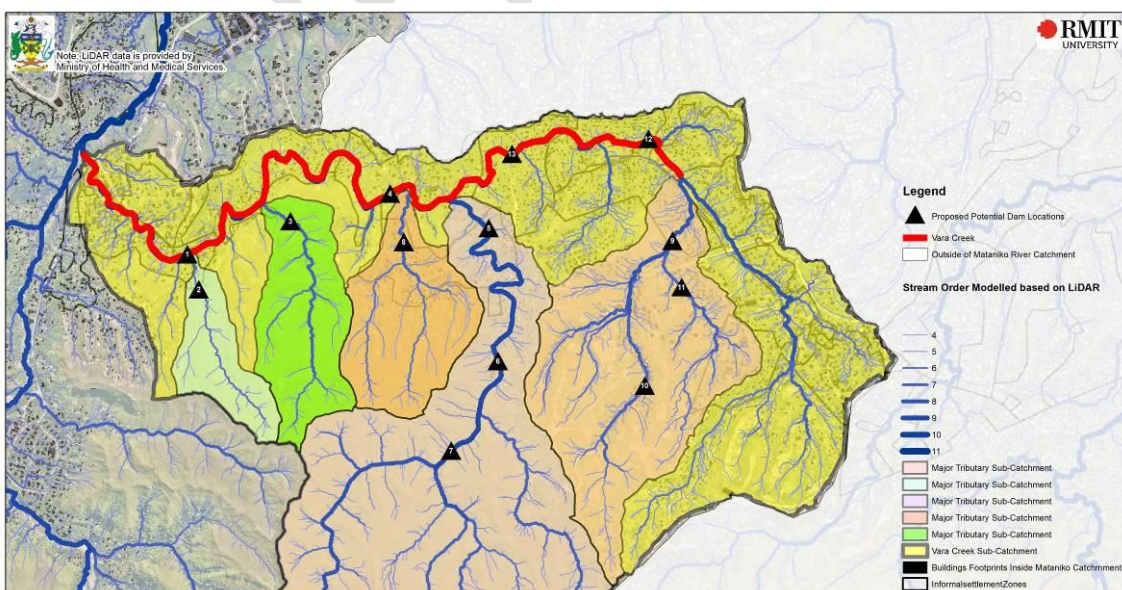 Note: LiDAR data is provided by
Ministry of Health and Medical Services.
RMIT
UNIVERSITY
12
13
4
3
5
8
9
1
2
11
6
10
7
Legend
Proposed Potential Dam Locations
Vara Creek
Outside of Mataniko River Catchment
Stream Order Modelled based on LiDAR
4
5
6
7
8
9
10
11
Major Tributary Sub-Catchment
Major Tributary Sub-Catchment
Major Tributary Sub-Catchment
Major Tributary Sub-Catchment
Major Tributary Sub-Catchment
Vara Creek Sub-Catchment
Buildings Footprints Inside Mataniko Catchmment
InformalsettlementZones